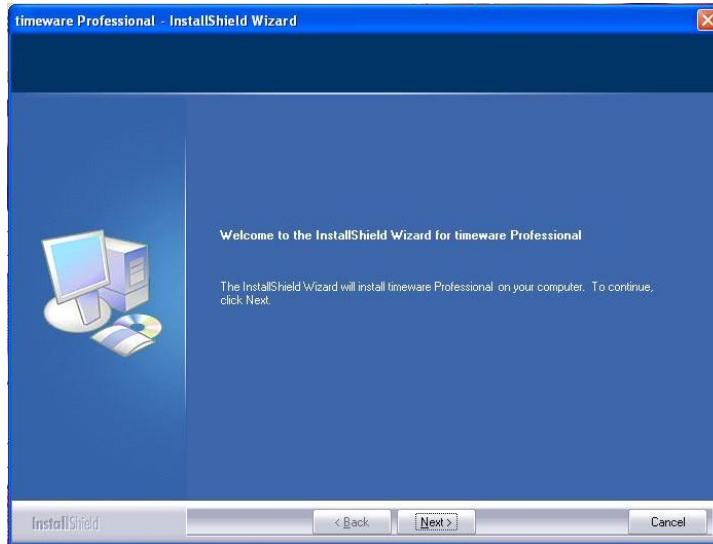 timeware Professional - InstallShield Wizard
Welcome to the InstallShield Wizard for timeware Professional
The InstallShield Wizard will install timeware Professional on your computer. To continue,
click Next.
InstallShield
< Back Next > Cancel